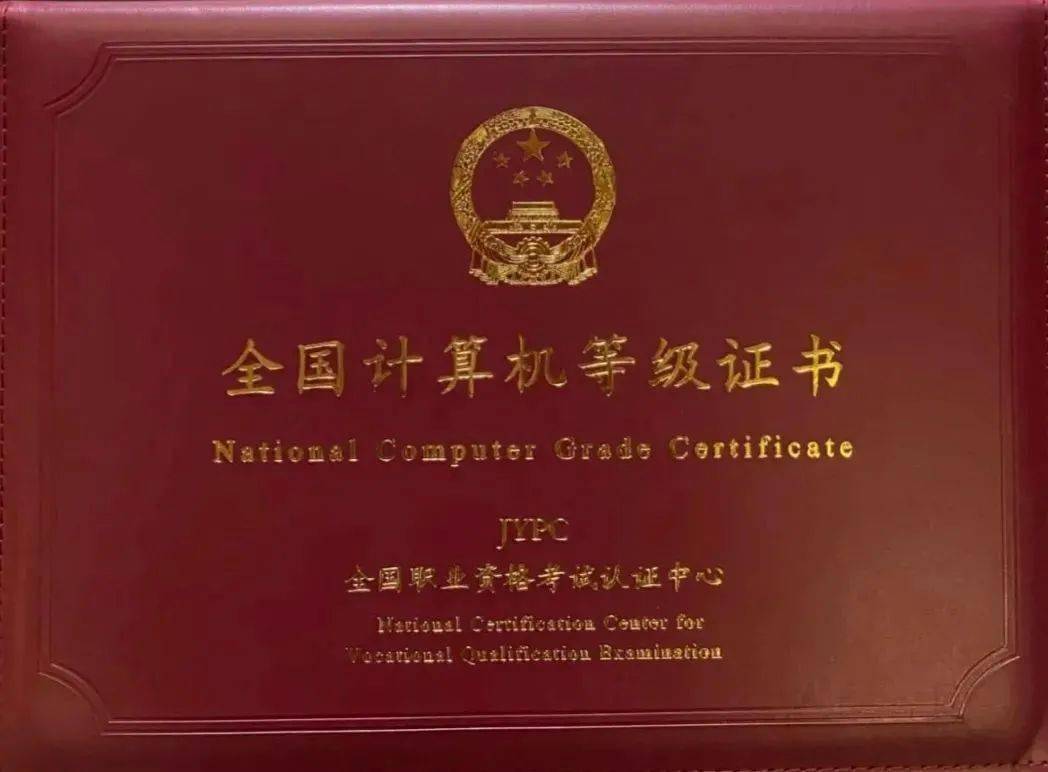 全国计算机等级证书
National Computer Grade Certificate
JYPC
全国职业资格考试认证中心
National Certification Center for
Vocational Qualification Examination